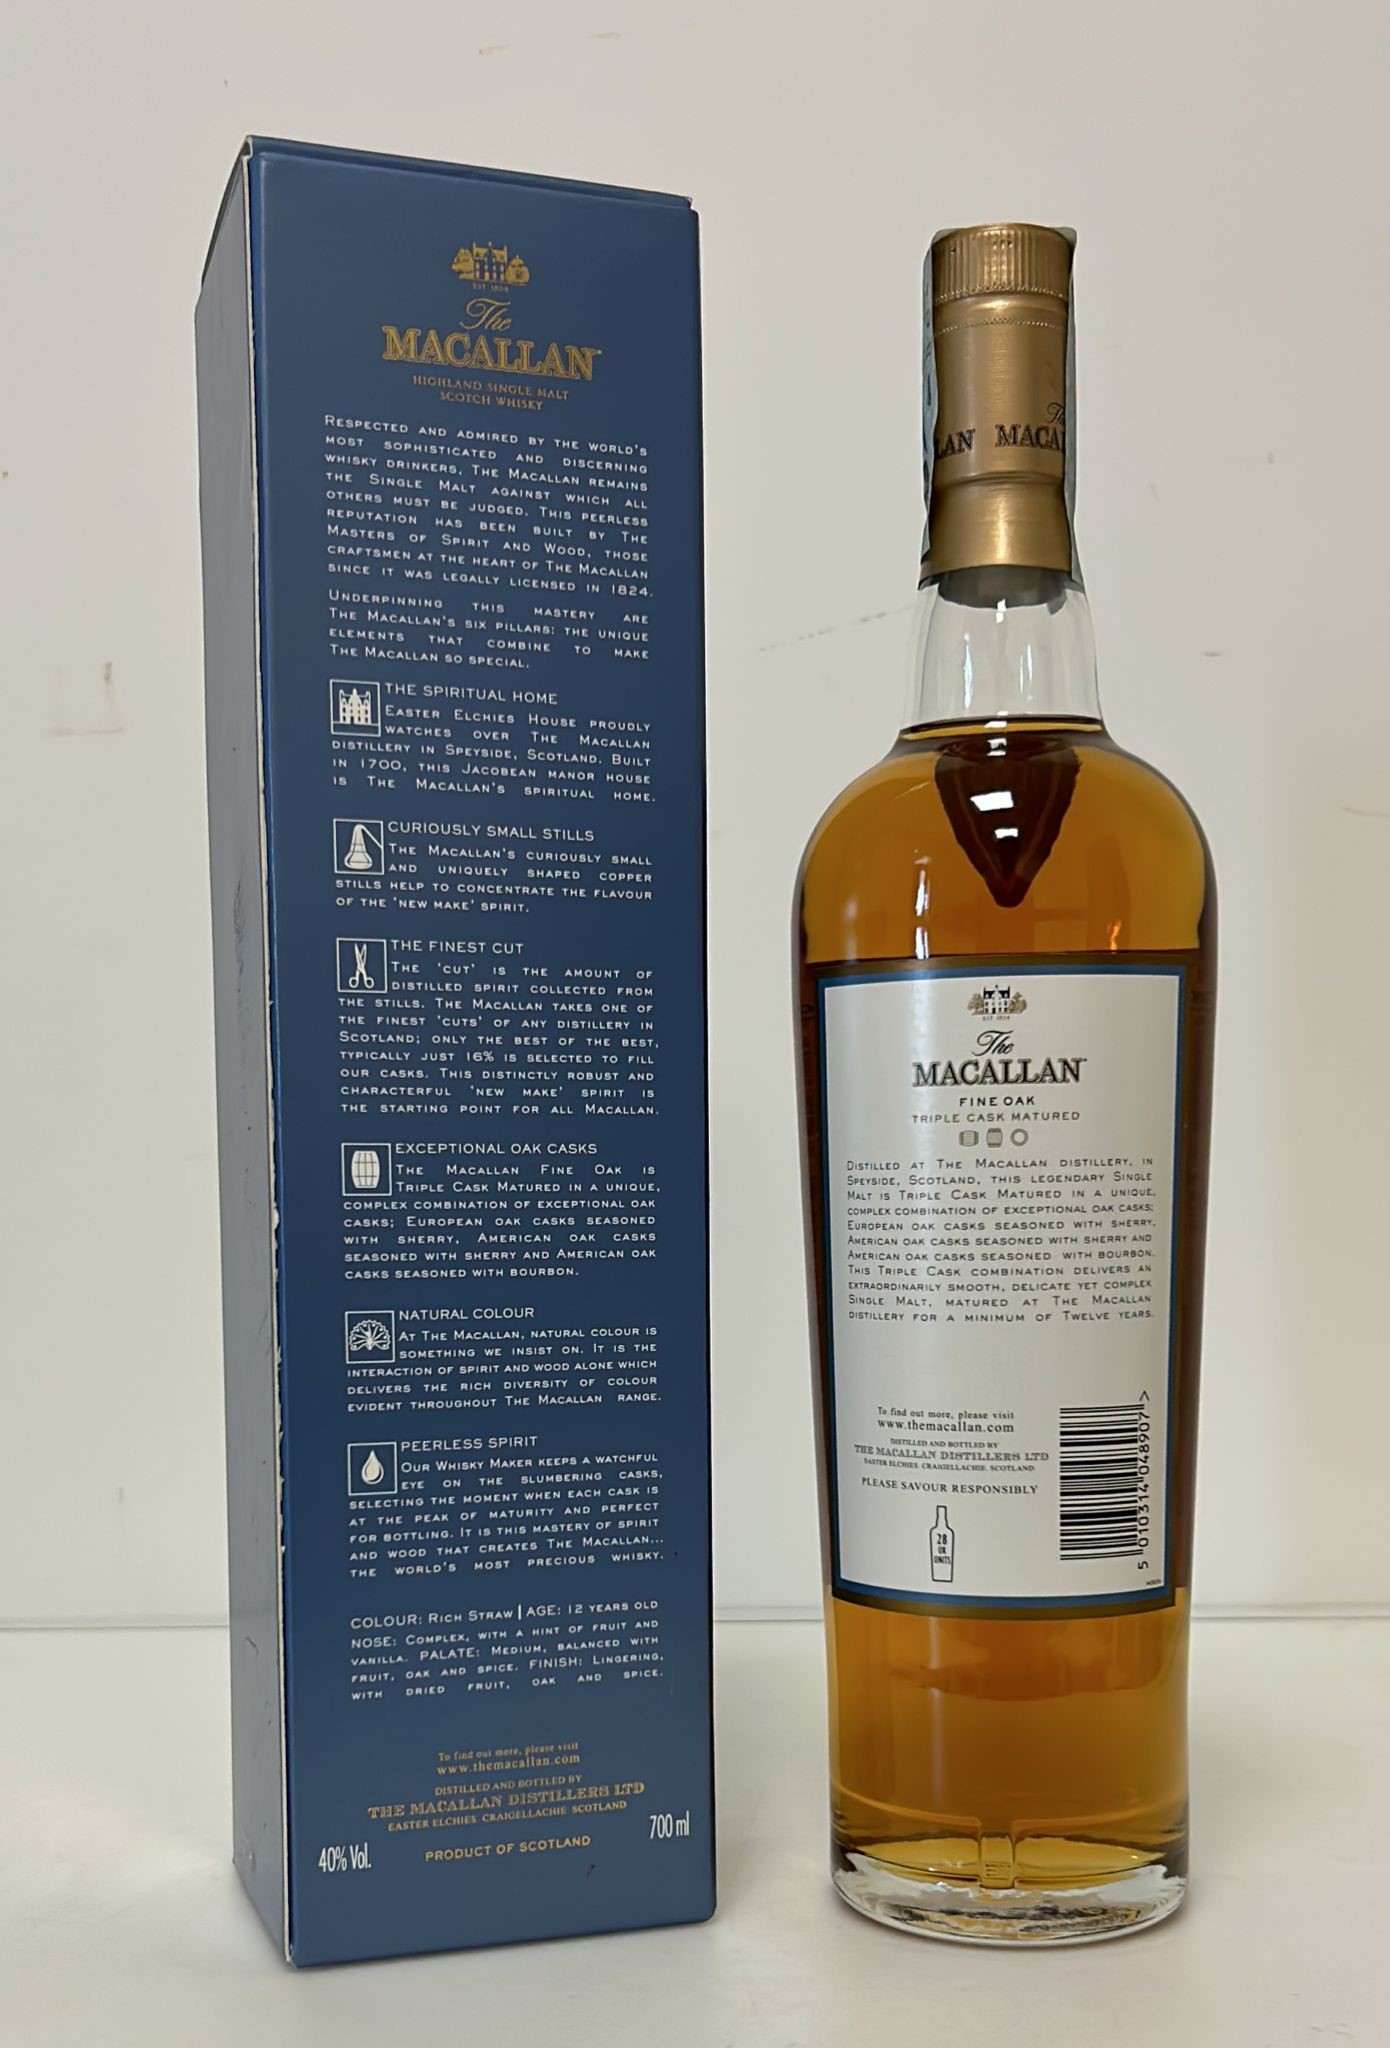 EST 1824
The
MACALLAN
HIGHLAND SINGLE MALT
SCOTCH WHISKY
RESPECTED AND ADMIRED BY THE WORLD'S
MOST SOPHISTICATED AND DISCERNING
WHISKY DRINKERS, THE MACALLAN REMAINS
THE SINGLE MALT AGAINST WHICH ALL
OTHERS MUST BE JUDGED. THIS PEERLESS
REPUTATION HAS BEEN BUILT BY THE
MASTERS OF SPIRIT AND WOOD, THOSE
CRAFTSMEN AT THE HEART OF THE MACALLAN
SINCE IT WAS LEGALLY LICENSED IN 1824.
UNDERPINNING THIS MASTERY ARE
THE MACALLAN'S SIX PILLARS: THE UNIQUE
ELEMENTS THAT COMBINE TO MAKE
THE MACALLAN SO SPECIAL.
THE SPIRITUAL HOME
EASTER ELCHIES HOUSE PROUDLY
WATCHES OVER THE MACALLAN
DISTILLERY IN SPEYSIDE, SCOTLAND. BUILT
IN 1700, THIS JACOBEAN MANOR HOUSE
IS THE MACALLAN'S SPIRITUAL HOME.
CURIOUSLY SMALL STILLS
THE MACALLAN'S CURIOUSLY SMALL
AND UNIQUELY SHAPED COPPER
STILLS HELP TO CONCENTRATE THE FLAVOUR
OF THE 'NEW MAKE' SPIRIT.
THE FINEST CUT
THE 'CUT' IS THE AMOUNT OF
DISTILLED SPIRIT COLLECTED FROM
THE STILLS. THE MACALLAN TAKES ONE OF
THE FINEST 'CUTS' OF ANY DISTILLERY IN
SCOTLAND; ONLY THE BEST OF THE BEST,
TYPICALLY JUST 16% IS SELECTED TO FILL
OUR CASKS. THIS DISTINCTLY ROBUST AND
CHARACTERFUL 'NEW MAKE' SPIRIT IS
THE STARTING POINT FOR ALL MACALLAN.
EXCEPTIONAL OAK CASKS
THE MACALLAN FINE OAK IS
TRIPLE CASK MATURED IN A UNIQUE,
COMPLEX COMBINATION OF EXCEPTIONAL OAK
CASKS; EUROPEAN OAK CASKS SEASONED
WITH SHERRY, AMERICAN OAK CASKS
SEASONED WITH SHERRY AND AMERICAN OAK
CASKS SEASONED WITH BOURBON.
NATURAL COLOUR
AT THE MACALLAN, NATURAL COLOUR IS
SOMETHING WE INSIST ON. IT IS THE
INTERACTION OF SPIRIT AND WOOD ALONE WHICH
DELIVERS THE RICH DIVERSITY OF COLOUR
EVIDENT THROUGHOUT THE MACALLAN RANGE.
PEERLESS SPIRIT
OUR WHISKY MAKER KEEPS A WATCHFUL
EYE ON THE SLUMBERING CASKS,
SELECTING THE MOMENT WHEN EACH CASK IS
AT THE PEAK OF MATURITY AND PERFECT
FOR BOTTLING. IT IS THIS MASTERY OF SPIRIT
AND WOOD THAT CREATES THE MACALLAN...
THE WORLD'S MOST PRECIOUS WHISKY.
COLOUR: RICH STRAW | AGE: 12 YEARS OLD
NOSE: COMPLEX, WITH A HINT OF FRUIT AND
VANILLA. PALATE: MEDIUM, BALANCED WITH
FRUIT, OAK AND SPICE. FINISH: LINGERING,
WITH DRIED FRUIT, OAK AND SPICE.
To find out more, please visit
www.themacallan.com
DISTILLED AND BOTTLED BY
THE MACALLAN DISTILLERS LTD
EASTER ELCHIES CRAIGELLACHIE SCOTLAND
40% Vol.
PRODUCT OF SCOTLAND
700 ml
The
LAN MACAL
EST 1824
The
MACALLAN
FINE OAK
TRIPLE CASK MATURED
DISTILLED AT THE MACALLAN DISTILLERY, IN
SPEYSIDE, SCOTLAND, THIS LEGENDARY SINGLE
MALT IS TRIPLE CASK MATURED IN A UNIQUE,
COMPLEX COMBINATION OF EXCEPTIONAL OAK CASKS;
EUROPEAN OAK CASKS SEASONED WITH SHERRY,
AMERICAN OAK CASKS SEASONED WITH SHERRY AND
AMERICAN OAK CASKS SEASONED WITH BOURBON.
THIS TRIPLE CASK COMBINATION DELIVERS AN
EXTRAORDINARILY SMOOTH, DELICATE YET COMPLEX
SINGLE MALT, MATURED AT THE MACALLAN
DISTILLERY FOR A MINIMUM OF TWELVE YEARS.
To find out more, please visit
www.themacallan.com
DISTILLED AND BOTTLED BY
THE MACALLAN DISTILLERS LTD
EASTER ELCHIES, CRAIGELLACHIE, SCOTLAND
PLEASE SAVOUR RESPONSIBLY
28
UK
UNITS
5 010314 048907 >